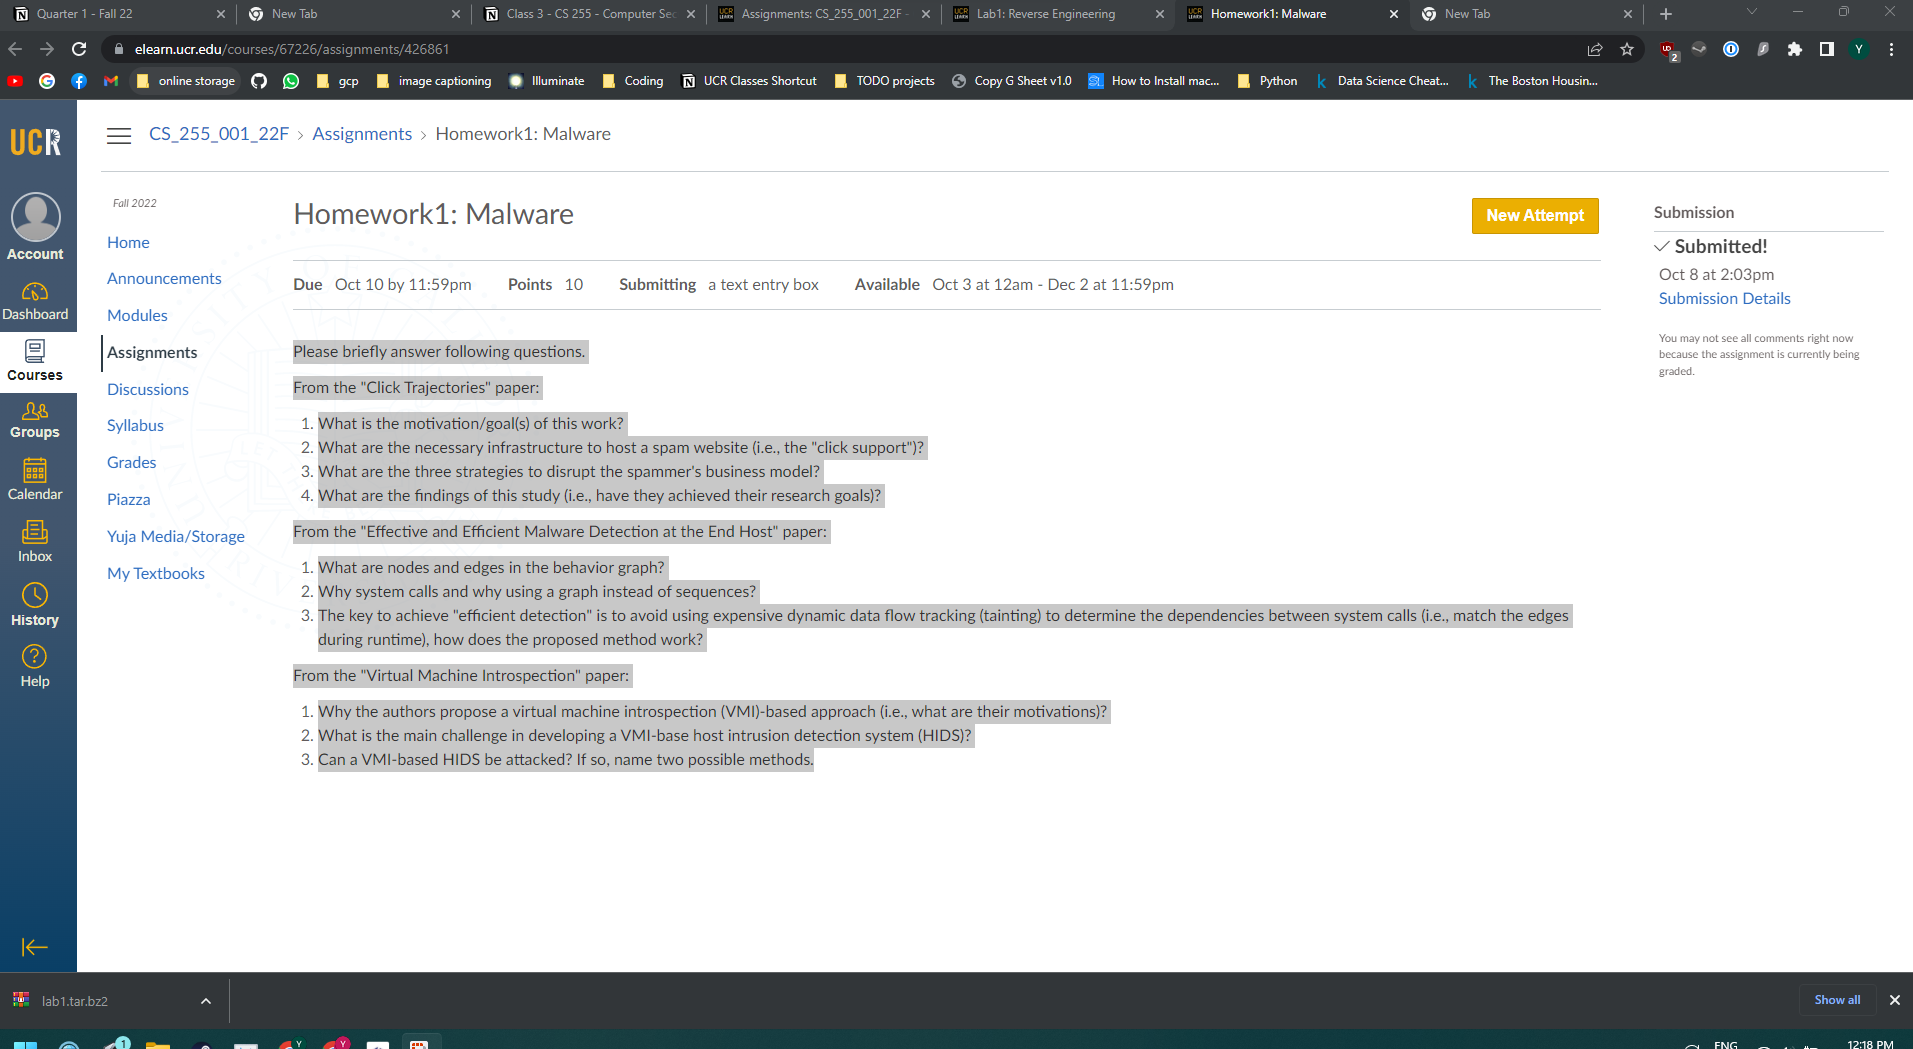 Quarter 1 - Fall 22
New Tab
Class 3 - CS 255 - Computer Sec
Assignments: CS_255_001_22F -
Lab1: Reverse Engineering
Homework1: Malware
New Tab
elearn.ucr.edu/courses/67226/assignments/426861
2
Y
online storage
gcp
image captioning
Illuminate
Coding
UCR Classes Shortcut
TODO projects
Copy G Sheet v1.0
How to Install mac...
Python
Data Science Cheat...
The Boston Housin...
UCR
Account
Dashboard
Courses
Groups
Calendar
Inbox
History
Help
CS_255_001_22F › Assignments › Homework1: Malware
Fall 2022
Home
Announcements
Modules
Assignments
Discussions
Syllabus
Grades
Piazza
Yuja Media/Storage
My Textbooks
Homework1: Malware
New Attempt
Due Oct 10 by 11:59pm Points 10 Submitting a text entry box Available Oct 3 at 12am - Dec 2 at 11:59pm
Please briefly answer following questions.
From the "Click Trajectories" paper:
1. What is the motivation/goal(s) of this work?
2. What are the necessary infrastructure to host a spam website (i.e., the "click support")?
3. What are the three strategies to disrupt the spammer's business model?
4. What are the findings of this study (i.e., have they achieved their research goals)?
From the "Effective and Efficient Malware Detection at the End Host" paper:
1. What are nodes and edges in the behavior graph?
2. Why system calls and why using a graph instead of sequences?
3. The key to achieve "efficient detection" is to avoid using expensive dynamic data flow tracking (tainting) to determine the dependencies between system calls (i.e., match the edges
during runtime), how does the proposed method work?
From the "Virtual Machine Introspection" paper:
1. Why the authors propose a virtual machine introspection (VMI)-based approach (i.e., what are their motivations)?
2. What is the main challenge in developing a VMI-base host intrusion detection system (HIDS)?
3. Can a VMI-based HIDS be attacked? If so, name two possible methods.
Submission
Submitted!
Oct 8 at 2:03pm
Submission Details
You may not see all comments right now
because the assignment is currently being
graded.
lab1.tar.bz2
Show all
1
Y
Y
ENG
12:18 PM